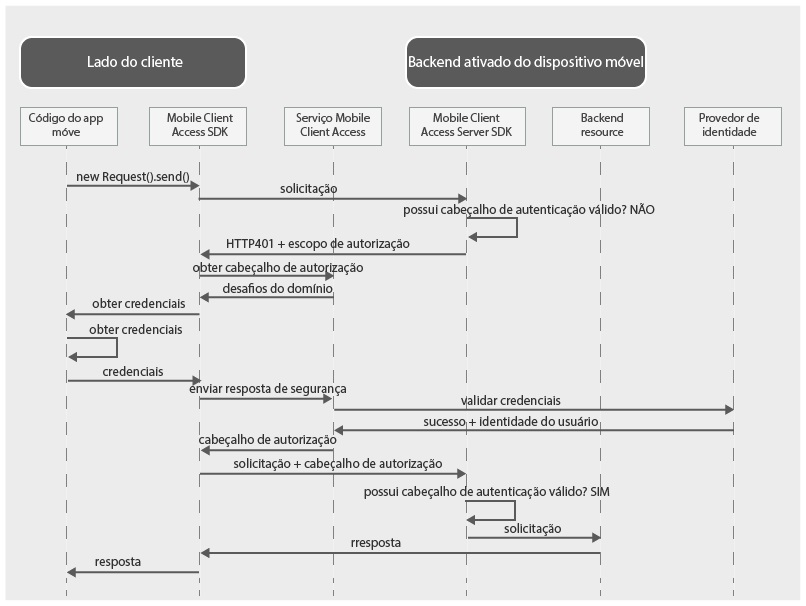 Lado do cliente
Backend ativado do dispositivo móvel
Código do app
móve
Mobile Client
Access SDK
Serviço Mobile
Client Access
Mobile Client
Access Server SDK
Backend
resource
Provedor de
identidade
new Request().send()
solicitação
possui cabeçalho de autenticação válido? NÃO
HTTP401 + escopo de autorização
obter cabeçalho de autorização
desafios do domínio
obter credenciais
obter credenciais
credenciais
enviar resposta de segurança
validar credenciais
sucesso + identidade do usuário
cabeçalho de autorização
solicitação + cabeçalho de autorização
possui cabeçalho de autenticação válido? SIM
solicitação
rresposta
resposta